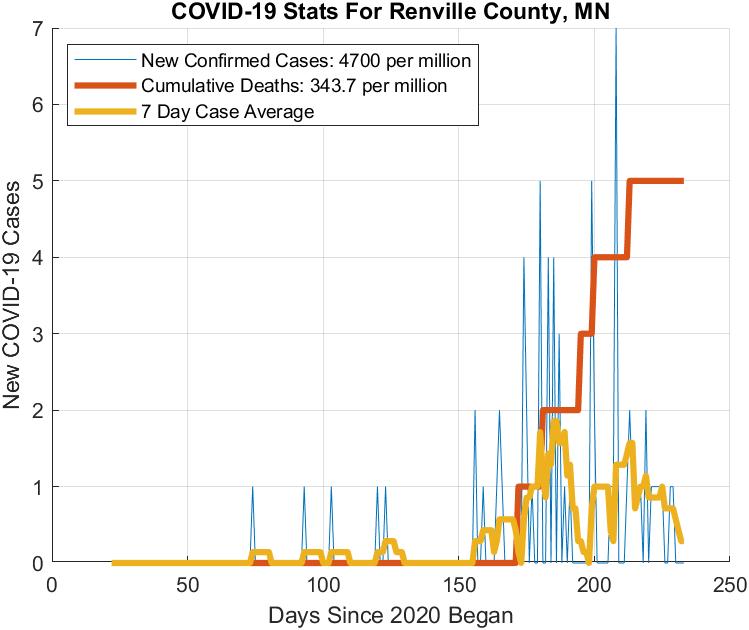 COVID-19 Stats For Renville County, MN
New Confirmed Cases: 4700 per million
Cumulative Deaths: 343.7 per million
7 Day Case Average
7
6
5
4
3
2
1
0
New COVID-19 Cases
0 50 100 150 200 250
Days Since 2020 Began